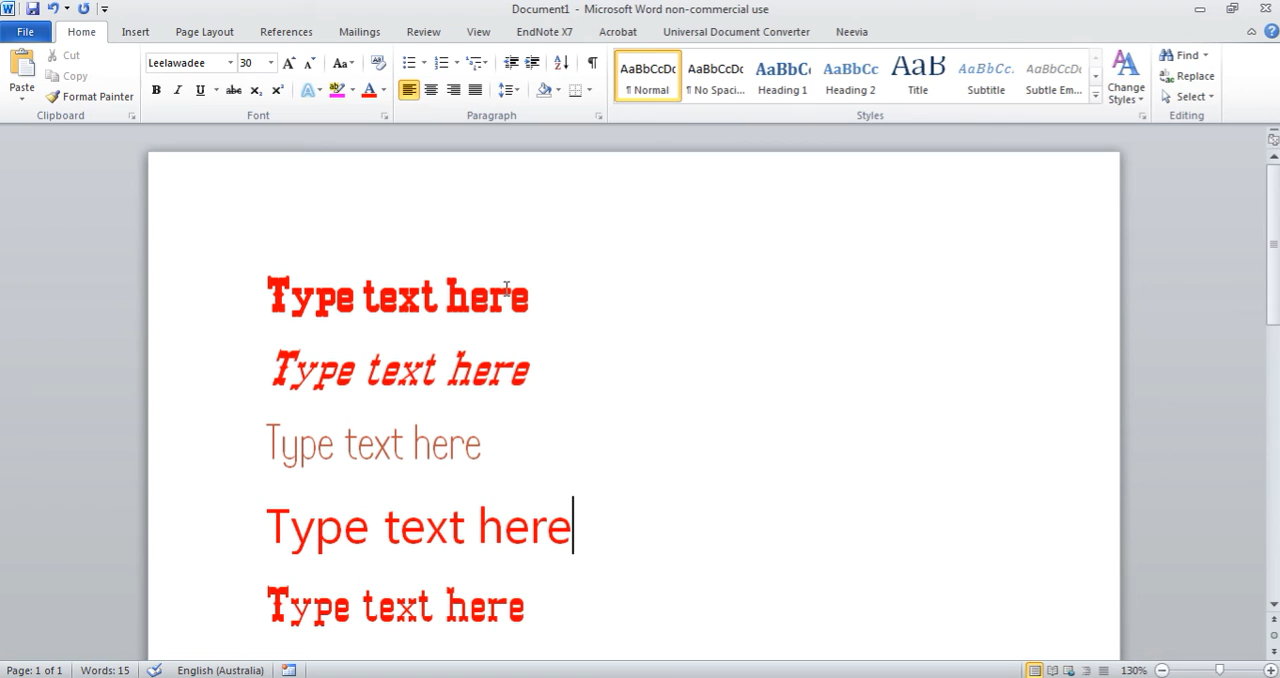 Document1 - Microsoft Word non-commercial use
File Home Insert Page Layout References Mailings Review View EndNote X7 Acrobat Universal Document Converter Neevia
Paste
Cut
Copy
Format Painter
Clipboard
Leelawadee 30
Font
Paragraph
AaBbCcDc AaBbCcDc AaBbC AaBbCc AaB AaBbCc. AaBbCcDc
¶ Normal ¶ No Spaci... Heading 1 Heading 2 Title Subtitle Subtle Em...
Change
Styles
Styles
Find
Replace
Select
Editing
Type text here
Type text here
Type text here
Type text here
Type text here
Page: 1 of 1 Words: 15 English (Australia) 130%